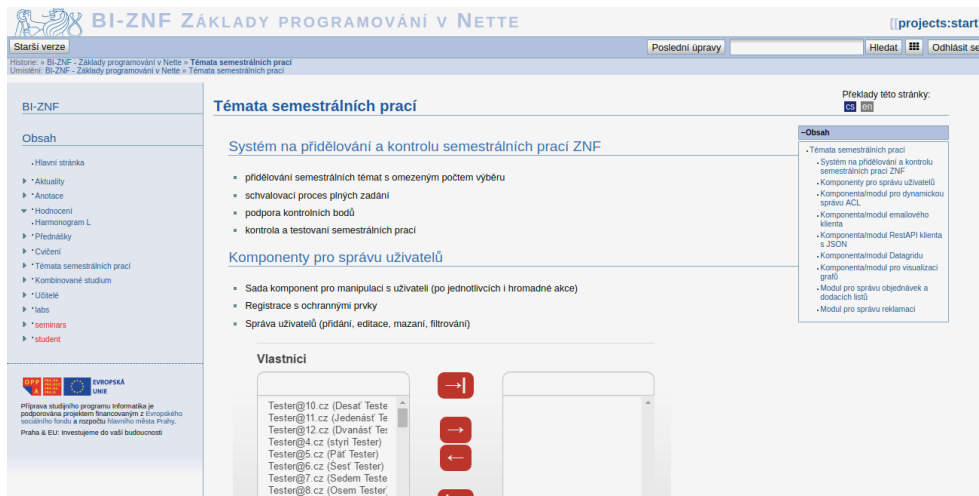 BI-ZNF Základy programování v Nette
[[projects:start
Starší verze
Poslední úpravy
Hledat
Odhlásit se
Historie: » BI-ZNF - Základy programování v Nette » Témata semestrálních prací
Umístění: BI-ZNF - Základy programování v Nette » Témata semestrálních prací
BI-ZNF
Obsah
Hlavní stránka
Aktuality
Anotace
Hodnocení
Harmonogram L
Přednášky
Cvičení
Témata semestrálních prací
Kombinované studium
Učitelé
labs
seminars
student
OPP
A
EVROPSKÁ
UNIE
Příprava studijního programu Informatika je
podporována projektem financovaným z Evropského
sociálního fondu a rozpočtu hlavního města Prahy.
Praha & EU: Investujeme do vaší budoucnosti
Témata semestrálních prací
Překlady této stránky:
cs en
Systém na přidělování a kontrolu semestrálních prací ZNF
přidělování semestrálních témat s omezeným počtem výběru
schvalovací proces plných zadání
podpora kontrolních bodů
kontrola a testovaní semestrální prací
Komponenty pro správu uživatelů
Sada komponent pro manipulaci s uživateli (po jednotlivcích i hromadné akce)
Registrace s ochrannými prvky
Správa uživatelů (přidání, editace, mazaní, filtrování)
Vlastníci
Tester@10.cz (Desať Teste
Tester@11.cz (Jedenásť Te
Tester@12.cz (Dvanásť Tes
Tester@4.cz (styri Tester)
Tester@5.cz (Päť Tester)
Tester@6.cz (Šesť Tester)
Tester@7.cz (Sedem Teste
Tester@8.cz (Osem Tester)
−Obsah
Témata semestrálních prací
Systém na přidělování a kontrolu
semestrálních prací ZNF
Komponenty pro správu uživatelů
Komponenta/modul pro dynamickou
správu ACL
Komponenta/modul emailového
klienta
Komponenta/modul RestAPI klienta
s JSON
Komponenta/modul Datagridu
Komponenta/modul pro visualizaci
grafů
Modul pro správu objednávek a
dodacích listů
Modul pro správu reklamací